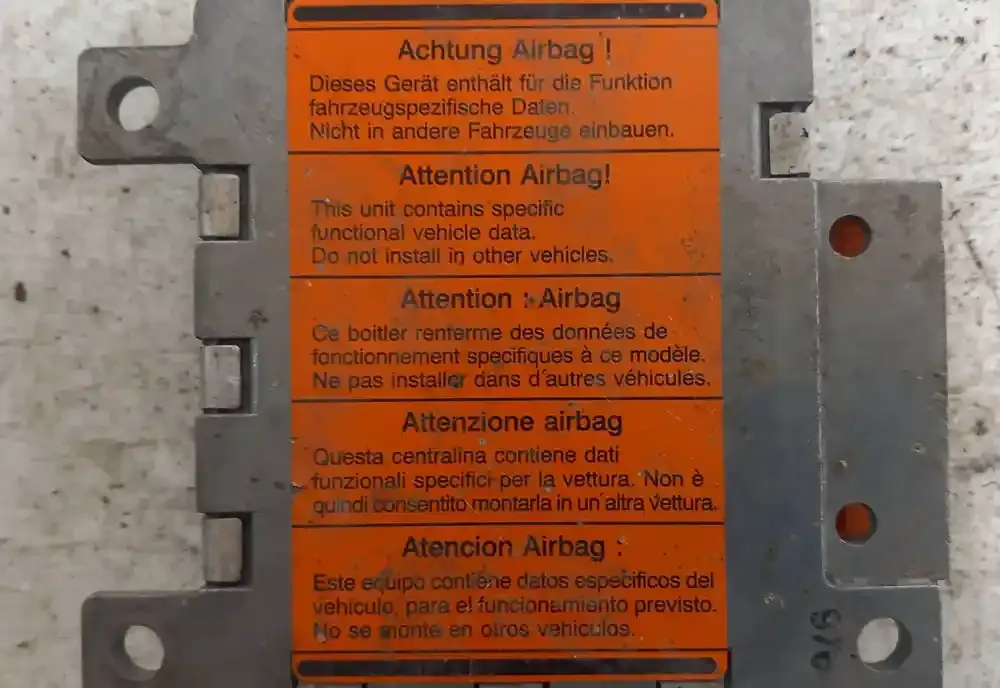 Achtung Airbag !
Dieses Gerät enthält für die Funktion
fahrzeugspezifische Daten.
Nicht in andere Fahrzeuge einbauen.
Attention Airbag!
This unit contains specific
functional vehicle data.
Do not install in other vehicles.
Attention : Airbag
Ce boitier renferme des données de
fonctionnement specifiques à ce modèle.
Ne pas installer dans d'autres véhicules.
Attenzione airbag
Questa centralina contiene dati
funzionali specifici per la vettura. Non è
quindi consentito montarla in un'altra vettura.
Atencion Airbag :
Este equipo contiene datos especificos del
vehiculo, para el funcionamiento previsto.
No se monte en otros vehiculos.